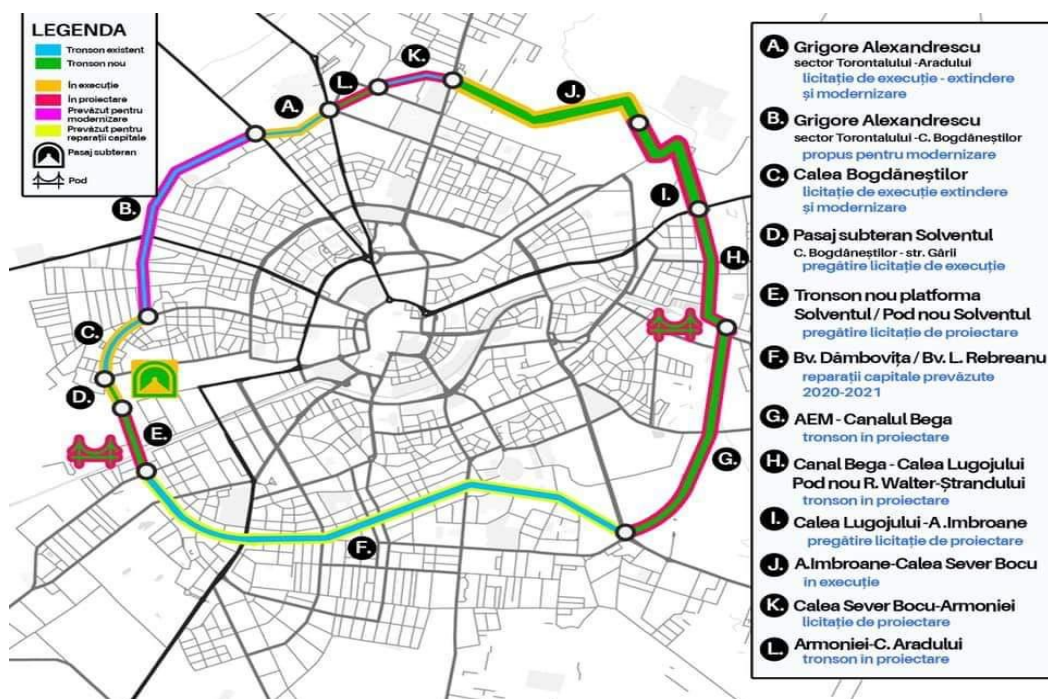 LEGENDA
Tronson existent
Tronson nou
În execuție
În proiectare
Prevăzut pentru
modernizare
Prevăzut pentru
reparații capitale
Pasaj subteran
Pod
A.
B.
C.
D.
E.
F.
G.
H.
I.
J.
K.
L.
A. Grigore Alexandrescu
sector Torontalului -Aradului
licitație de execuție - extindere
și modernizare
B. Grigore Alexandrescu
sector Torontalului -C. Bogdăneștilor
propus pentru modernizare
C. Calea Bogdăneștilor
licitație de execuție extindere
și modernizare
D. Pasaj subteran Solventul
C. Bogdăneștilor - str. Gării
pregătire licitație de execuție
E. Tronson nou platforma
Solventul / Pod nou Solventul
pregătire licitație de proiectare
F. Bv. Dâmbovița / Bv. L. Rebreanu
reparații capitale prevăzute
2020-2021
G. AEM - Canalul Bega
tronson în proiectare
H. Canal Bega - Calea Lugojului
Pod nou R. Walter-Ștrandului
tronson în proiectare
I. Calea Lugojului -A .Imbroane
pregătire licitație de proiectare
J. A.Imbroane-Calea Sever Bocu
în execuție
K. Calea Sever Bocu-Armoniei
licitație de proiectare
L. Armoniei-C. Aradului
tronson în proiectare